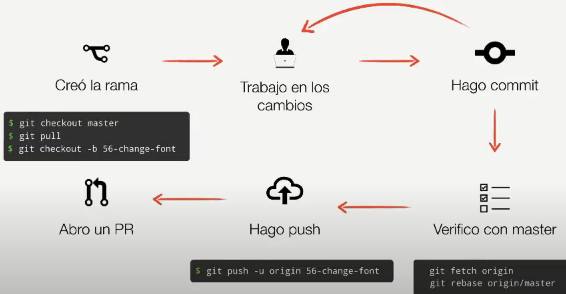 Creó la rama
Trabajo en los
cambios
Hago commit
$ git checkout master
$ git pull
$ git checkout -b 56-change-font
Abro un PR
Hago push
Verifico con master
$ git push -u origin 56-change-font
git fetch origin
git rebase origin/master